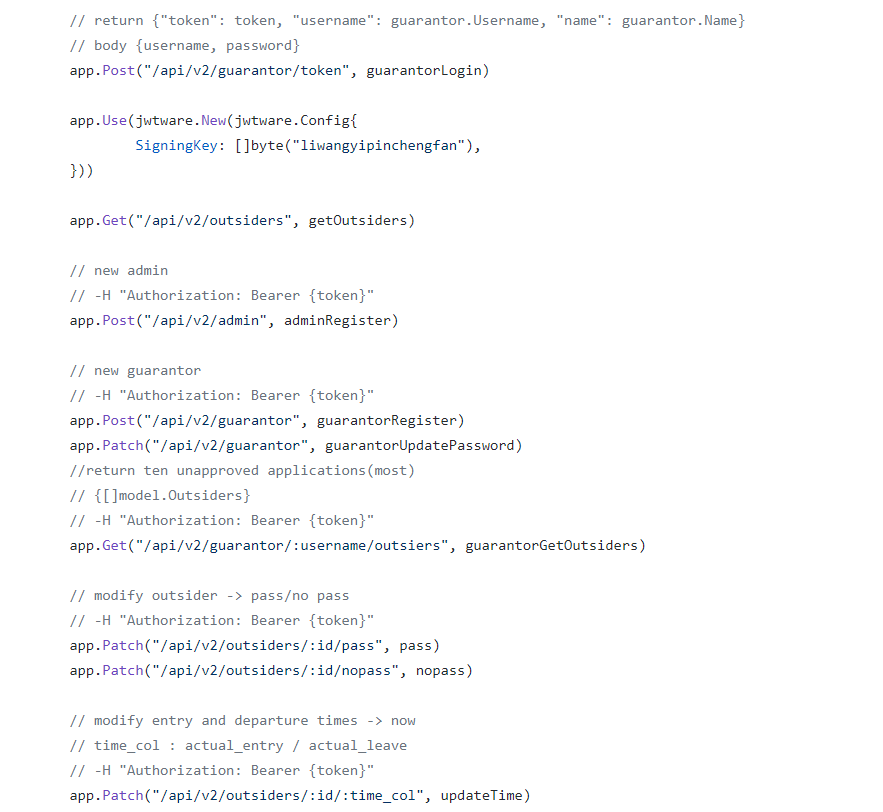 // return {"token": token, "username": guarantor.Username, "name": guarantor.Name}
// body {username, password}
app.Post("/api/v2/guarantor/token", guarantorLogin)
app.Use(jwtware.New(jwtware.Config{
SigningKey: []byte("liwangyipinchengfan"),
}))
app.Get("/api/v2/outsiders", getOutsiders)
// new admin
// -H "Authorization: Bearer {token}"
app.Post("/api/v2/admin", adminRegister)
// new guarantor
// -H "Authorization: Bearer {token}"
app.Post("/api/v2/guarantor", guarantorRegister)
app.Patch("/api/v2/guarantor", guarantorUpdatePassword)
//return ten unapproved applications(most)
// {[]model.Outsiders}
// -H "Authorization: Bearer {token}"
app.Get("/api/v2/guarantor/:username/outsiers", guarantorGetOutsiders)
// modify outsider -> pass/no pass
// -H "Authorization: Bearer {token}"
app.Patch("/api/v2/outsiders/:id/pass", pass)
app.Patch("/api/v2/outsiders/:id/nopass", nopass)
// modify entry and departure times -> now
// time_col : actual_entry / actual_leave
// -H "Authorization: Bearer {token}"
app.Patch("/api/v2/outsiders/:id/:time_col", updateTime)